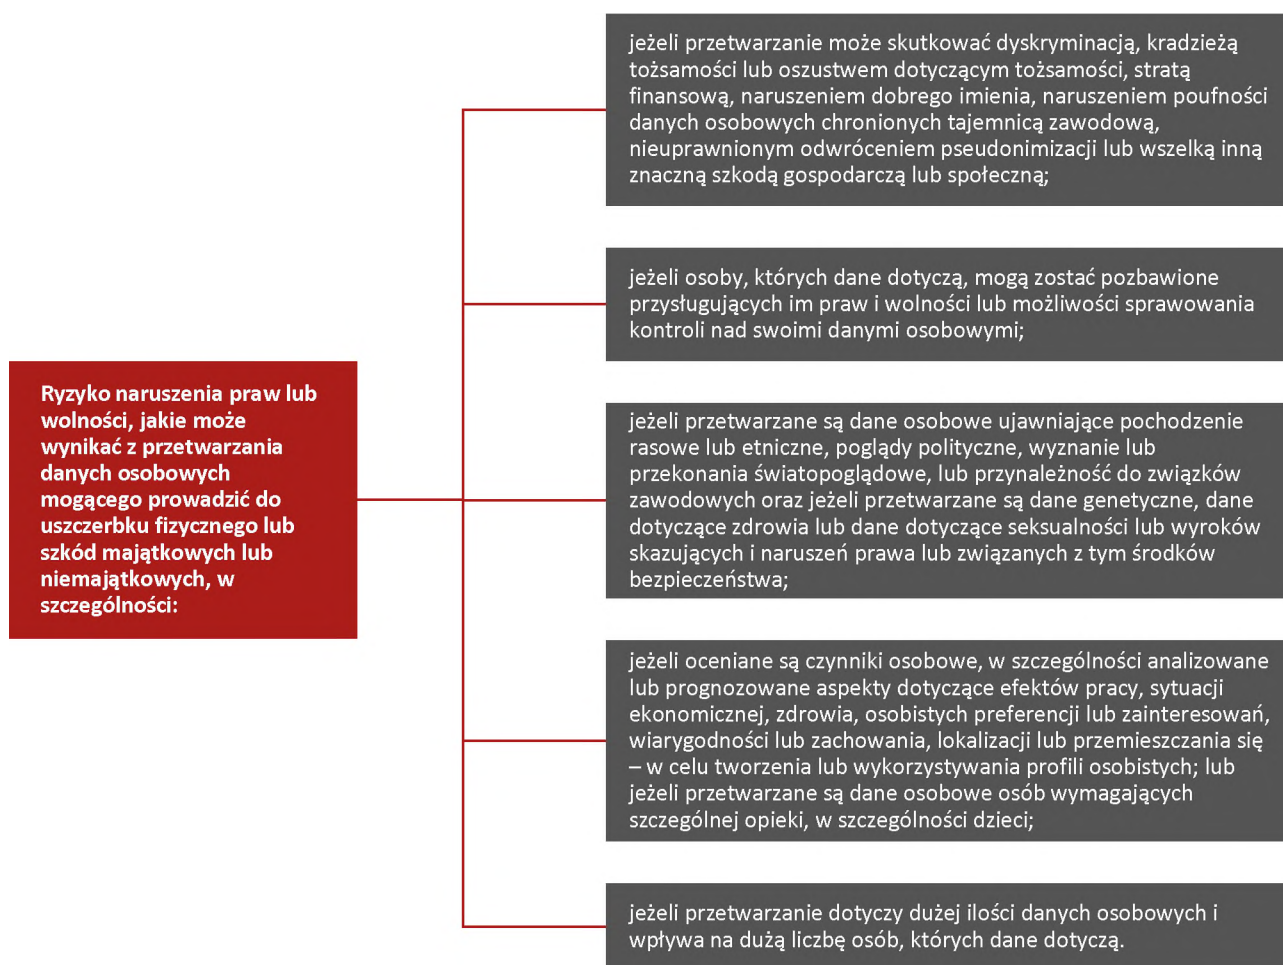 Ryzyko naruszenia praw lub
wolności, jakie może
wynikać z przetwarzania
danych osobowych
mogącego prowadzić do
uszczerbku fizycznego lub
szkód majątkowych lub
niemajątkowych, w
szczególności:
jeżeli przetwarzanie może skutkować dyskryminacją, kradzieżą
tożsamości lub oszustwem dotyczącym tożsamości, stratą
finansową, naruszeniem dobrego imienia, naruszeniem poufności
danych osobowych chronionych tajemnicą zawodową,
nieuprawnionym odwróceniem pseudonimizacji lub wszelką inną
znaczną szkodą gospodarczą lub społeczną;
jeżeli osoby, których dane dotyczą, mogą zostać pozbawione
przysługujących im praw i wolności lub możliwości sprawowania
kontroli nad swoimi danymi osobowymi;
jeżeli przetwarzane są dane osobowe ujawniające pochodzenie
rasowe lub etniczne, poglądy polityczne, wyznanie lub
przekonania światopoglądowe, lub przynależność do związków
zawodowych oraz jeżeli przetwarzane są dane genetyczne, dane
dotyczące zdrowia lub dane dotyczące seksualności lub wyroków
skazujących i naruszeń prawa lub związanych z tym środków
bezpieczeństwa;
jeżeli oceniane są czynniki osobowe, w szczególności analizowane
lub prognozowane aspekty dotyczące efektów pracy, sytuacji
ekonomicznej, zdrowia, osobistych preferencji lub zainteresowań,
wiarygodności lub zachowania, lokalizacji lub przemieszczania się
– w celu tworzenia lub wykorzystywania profili osobistych; lub
jeżeli przetwarzane są dane osobowe osób wymagających
szczególnej opieki, w szczególności dzieci;
jeżeli przetwarzanie dotyczy dużej ilości danych osobowych i
wpływa na dużą liczbę osób, których dane dotyczą.